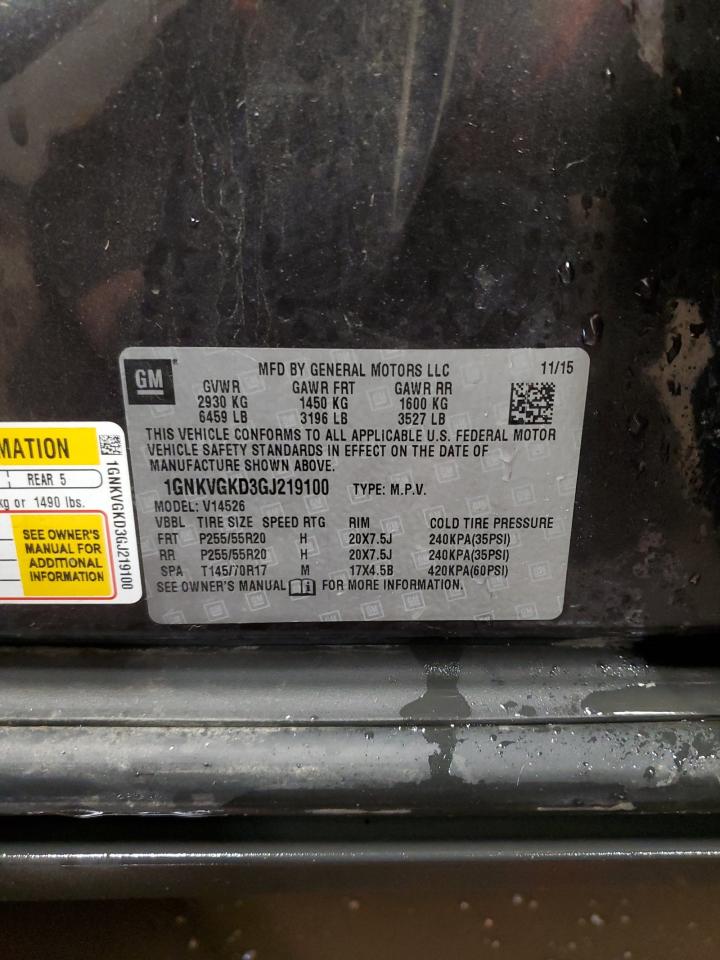 GM
MFD BY GENERAL MOTORS LLC 11/15
GVWR GAWR FRT GAWR RR
2930 KG 1450 KG 1600 KG
6459 LB 3196 LB 3527 LB
THIS VEHICLE CONFORMS TO ALL APPLICABLE U.S. FEDERAL MOTOR
VEHICLE SAFETY STANDARDS IN EFFECT ON THE DATE OF
MANUFACTURE SHOWN ABOVE.
1GNKVGKD3GJ219100 TYPE: M.P.V.
MODEL: V14526
VBBL TIRE SIZE SPEED RTG RIM COLD TIRE PRESSURE
FRT P255/55R20 H 20X7.5J 240KPA(35PSI)
RR P255/55R20 H 20X7.5J 240KPA(35PSI)
SPA T145/70R17 M 17X4.5B 420KPA(60PSI)
SEE OWNER'S MANUAL FOR MORE INFORMATION.
MATION
REAR 5
kg or 1490 lbs.
SEE OWNER'S
MANUAL FOR
ADDITIONAL
INFORMATION
1GNKVGKD3GJ219100